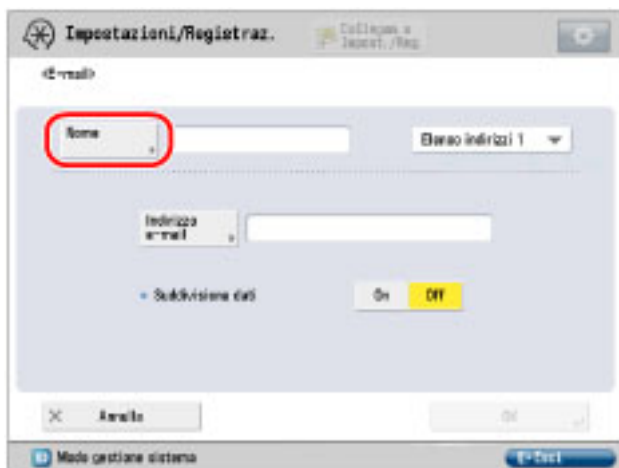 Impostazioni/Registraz.
Collegam. a
Impost./Reg.
<E-mail>
Nome
Elenco indirizzi 1
Indirizzo
e-mail
Suddivisione dati
On
Off
Annulla
OK
Modo gestione sistema
Esci